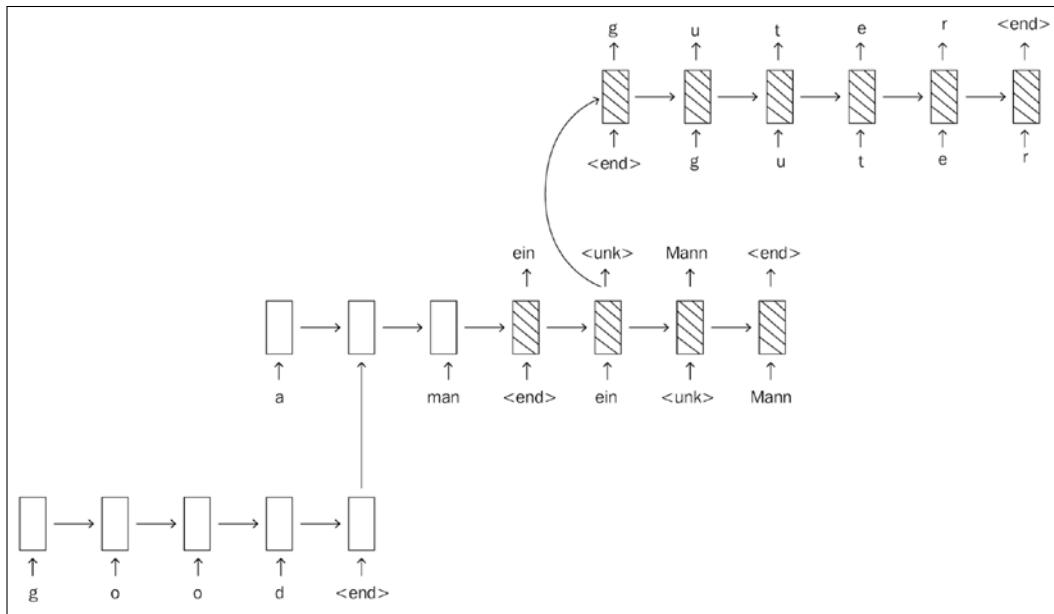 g u t e r <end>
<end> g u t e r
ein <unk> Mann <end>
a man <end> ein <unk> Mann
g o o d <end>